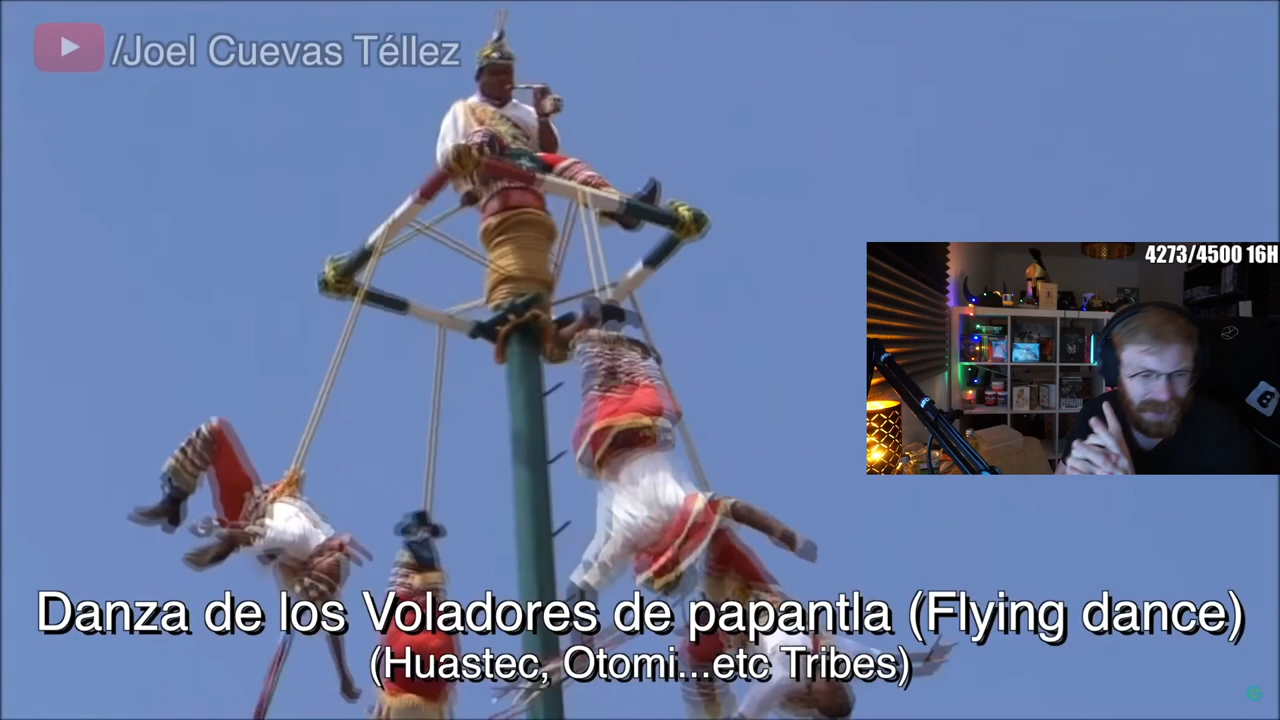 /Joel Cuevas Téllez
4273/4500 16H
Danza de los Voladores de papantla (Flying dance)
(Huastec, Otomi...etc Tribes)